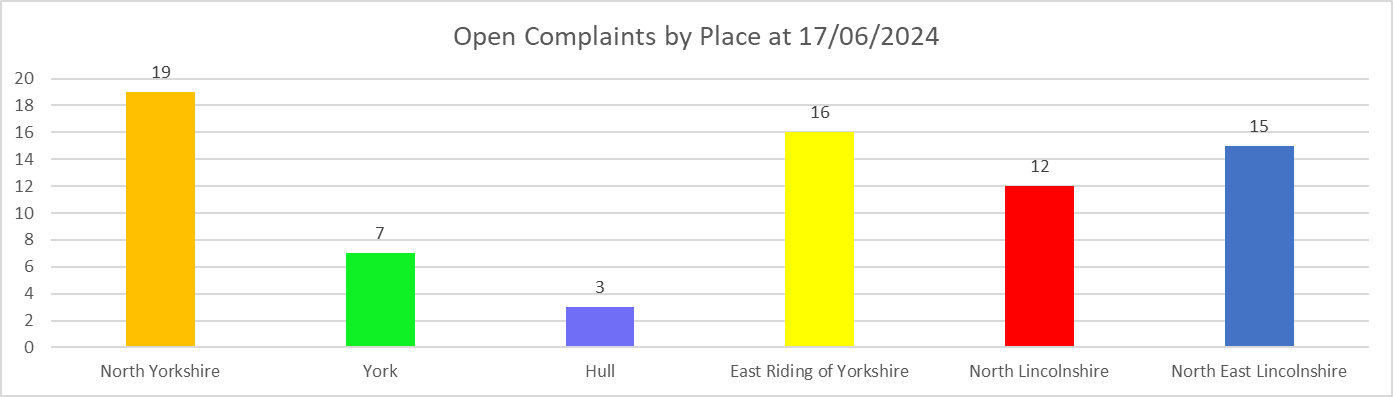 Open Complaints by Place at 17/06/2024
20
18
16
14
12
10
8
6
4
2
0
19
7
3
16
12
15
North Yorkshire
York
Hull
East Riding of Yorkshire
North Lincolnshire
North East Lincolnshire